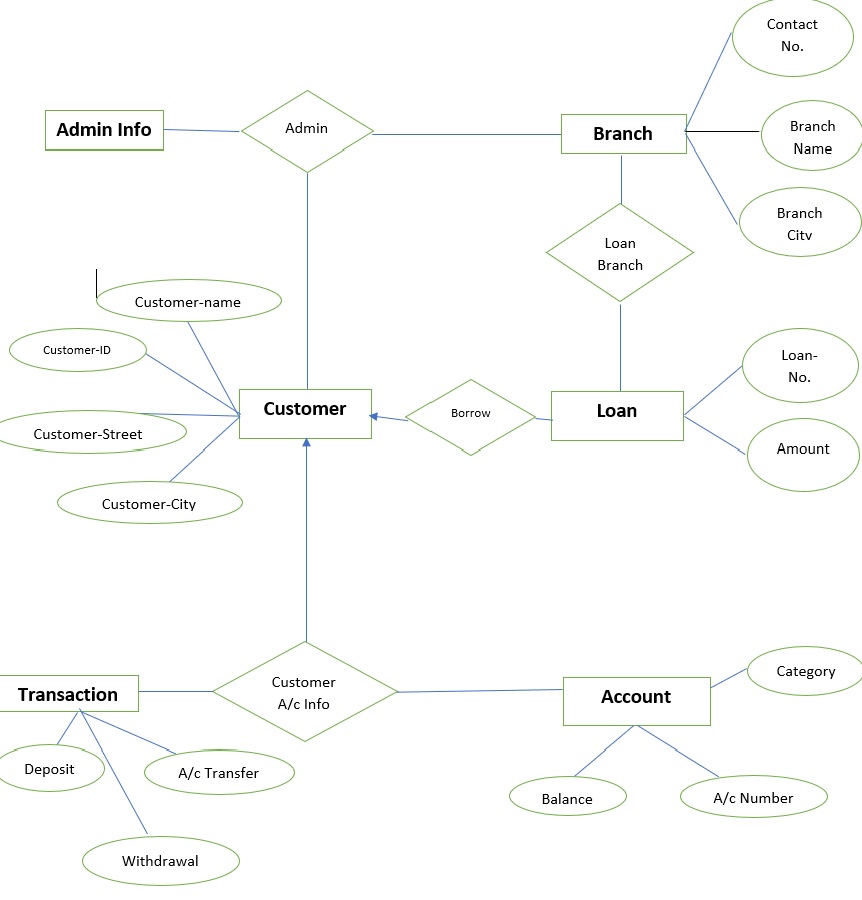 Contact
No.
Admin Info
Admin
Branch
Branch
Name
Branch
City
Loan
Branch
Customer-name
Customer-ID
Customer-Street
Customer-City
Customer
Borrow
Loan
Loan-
No.
Amount
Transaction
Customer
A/c Info
Account
Category
Deposit
A/c Transfer
Withdrawal
Balance
A/c Number